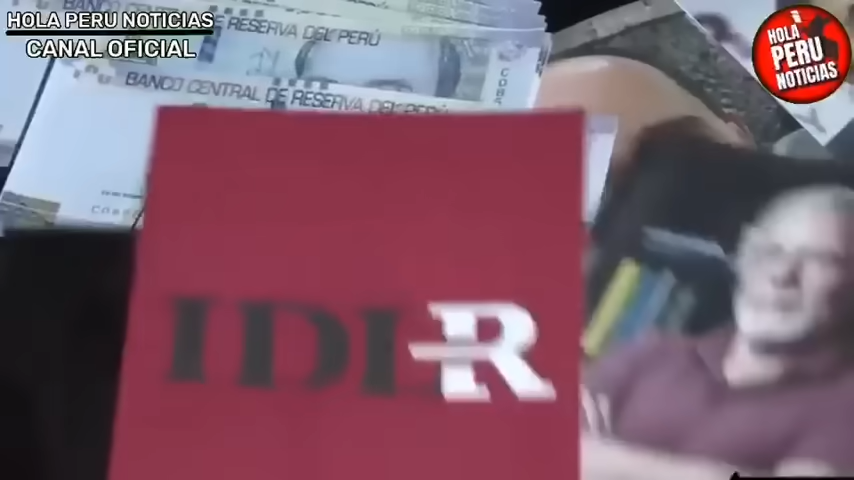 HOLA PERU NOTICIAS
CANAL OFICIAL
BANCO CENTRAL DE RESERVA DEL PERÚ
BANCO CENTRAL DE RESERVA DEL PERÚ
IDL-R
HOLA
PERU
NOTICIAS